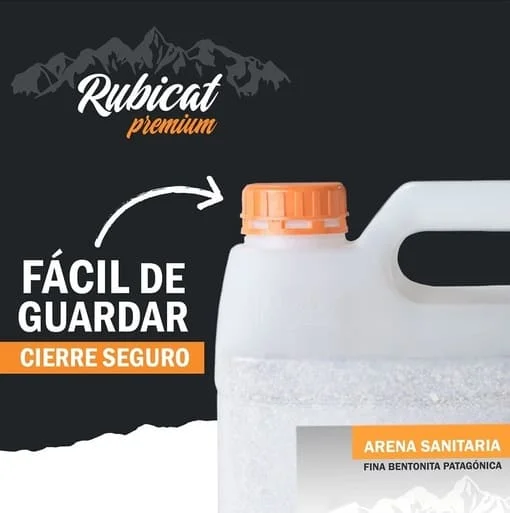 Rubicat
premium
FÁCIL DE
GUARDAR
CIERRE SEGURO
ARENA SANITARIA
FINA BENTONITA PATAGÓNICA